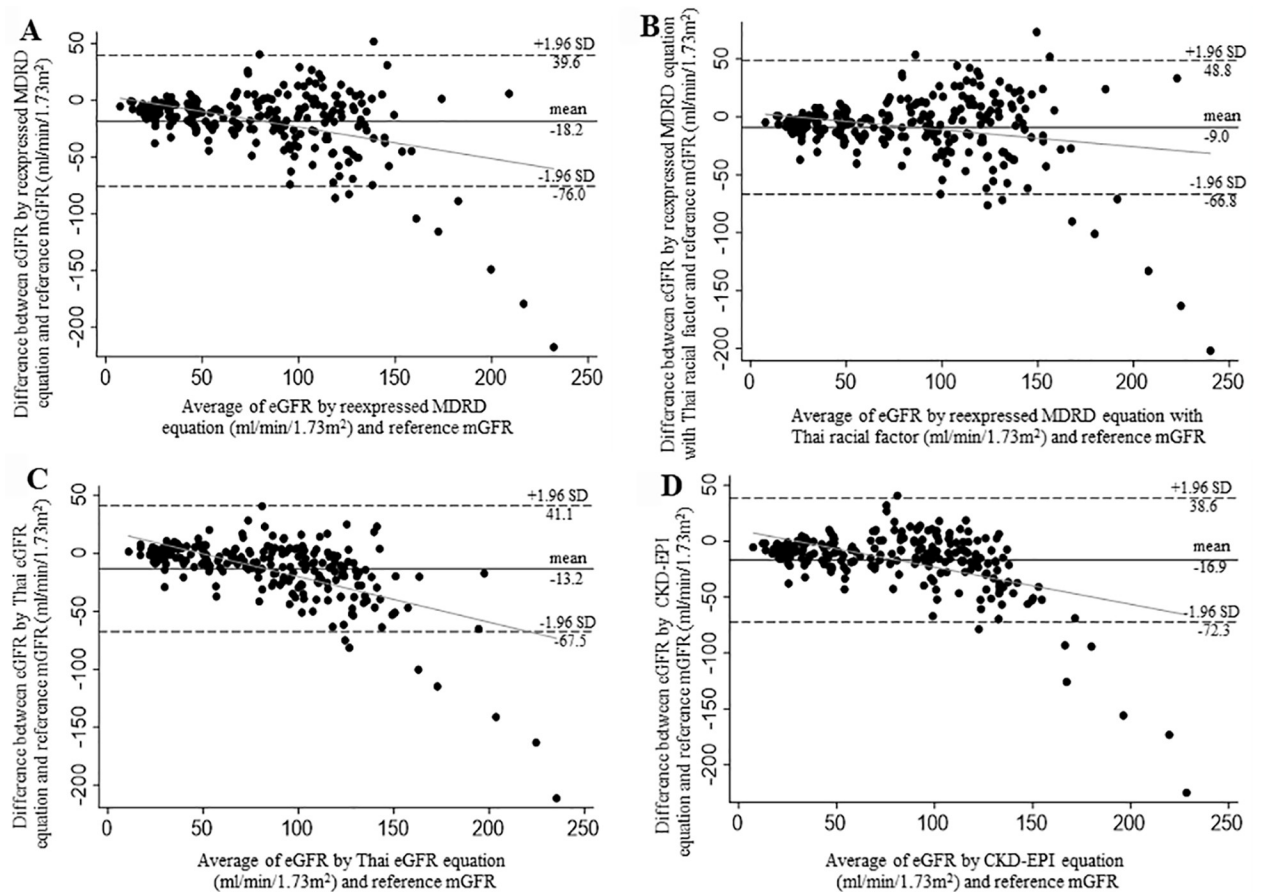 A
Difference between eGFR by reexpressed MDRD
equation and reference mGFR (ml/min/1.73m²)
50
0
-50
-100
-150
-200
+1.96 SD
39.6
mean
-18.2
-1.96 SD
-76.0
0 50 100 150 200 250
Average of eGFR by reexpressed MDRD
equation (ml/min/1.73m²) and reference mGFR
B
Difference between eGFR by reexpressed MDRD equation
with Thai racial factor and reference mGFR (ml/min/1.73m²)
50
0
-50
-100
-150
-200
+1.96 SD
48.8
mean
-9.0
-1.96 SD
-66.8
0 50 100 150 200 250
Average of eGFR by reexpressed MDRD equation with
Thai racial factor (ml/min/1.73m²) and reference mGFR
C
Difference between eGFR by Thai eGFR
equation and reference mGFR (ml/min/1.73m²)
50
0
-50
-100
-150
-200
+1.96 SD
41.1
mean
-13.2
-1.96 SD
-67.5
0 50 100 150 200 250
Average of eGFR by Thai eGFR equation
(ml/min/1.73m²) and reference mGFR
D
Difference between eGFR by CKD-EPI
equation and reference mGFR (ml/min/1.73m²)
50
0
-50
-100
-150
-200
+1.96 SD
38.6
mean
-16.9
-1.96 SD
-72.3
0 50 100 150 200 250
Average of eGFR by CKD-EPI equation
(ml/min/1.73m²) and reference mGFR